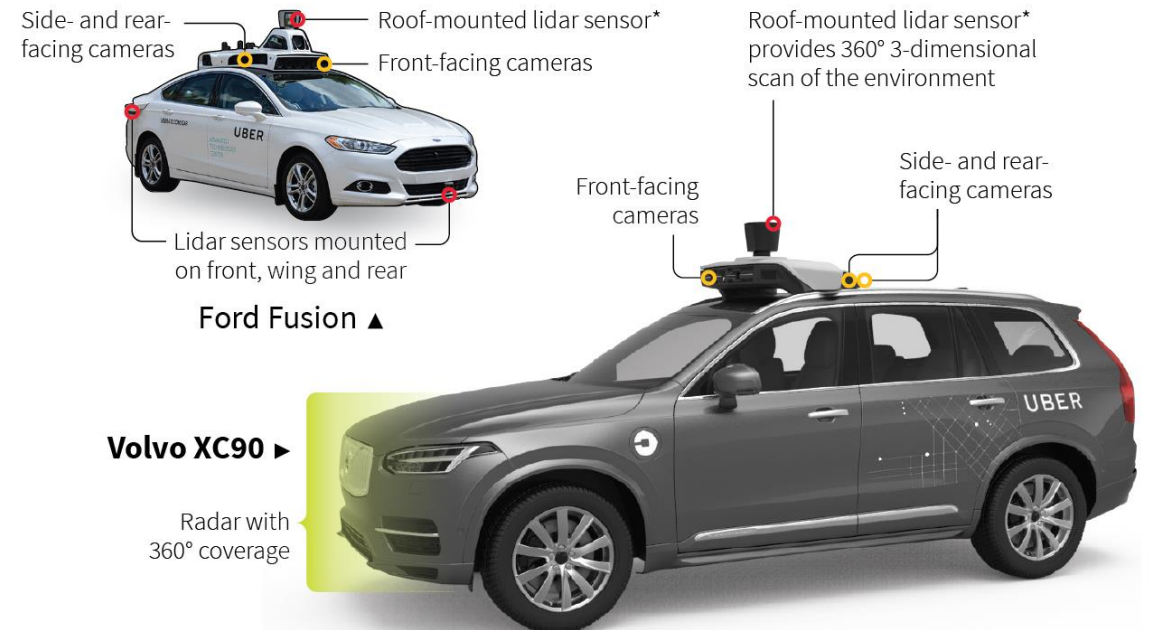 Side- and rear-
facing cameras
Roof-mounted lidar sensor*
Front-facing cameras
UBER
Lidar sensors mounted
on front, wing and rear
Ford Fusion ▲
Roof-mounted lidar sensor*
provides 360° 3-dimensional
scan of the environment
Front-facing
cameras
Side- and rear-
facing cameras
UBER
Volvo XC90 ►
Radar with
360° coverage